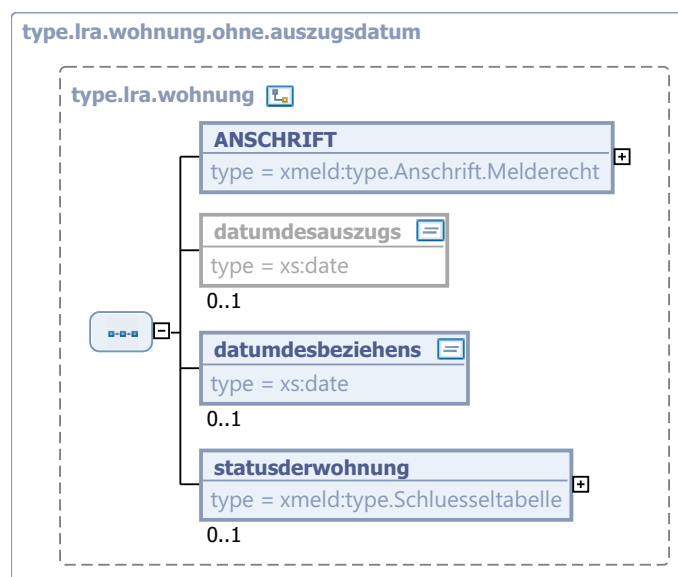 type.lra.wohnung.ohne.auszugsdatum
type.lra.wohnung
ANSCHRIFT
type = xmeld:type.Anschrift.Melderecht
datumdesauszugs
type = xs:date
0..1
datumdesbeziehens
type = xs:date
0..1
statusderwohnung
type = xmeld:type.Schluesseltabelle
0..1